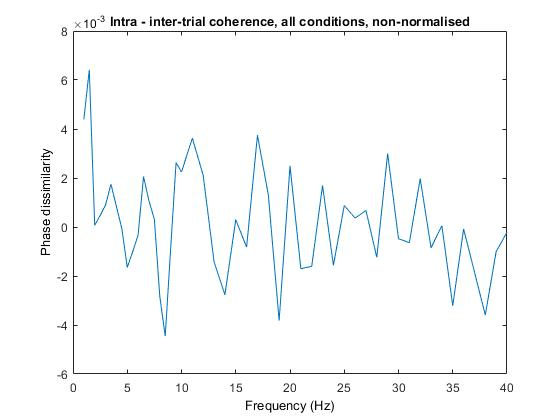 ×10⁻³ Intra - inter-trial coherence, all conditions, non-normalised
8
6
4
2
0
-2
-4
-6
Phase dissimilarity
0 5 10 15 20 25 30 35 40
Frequency (Hz)